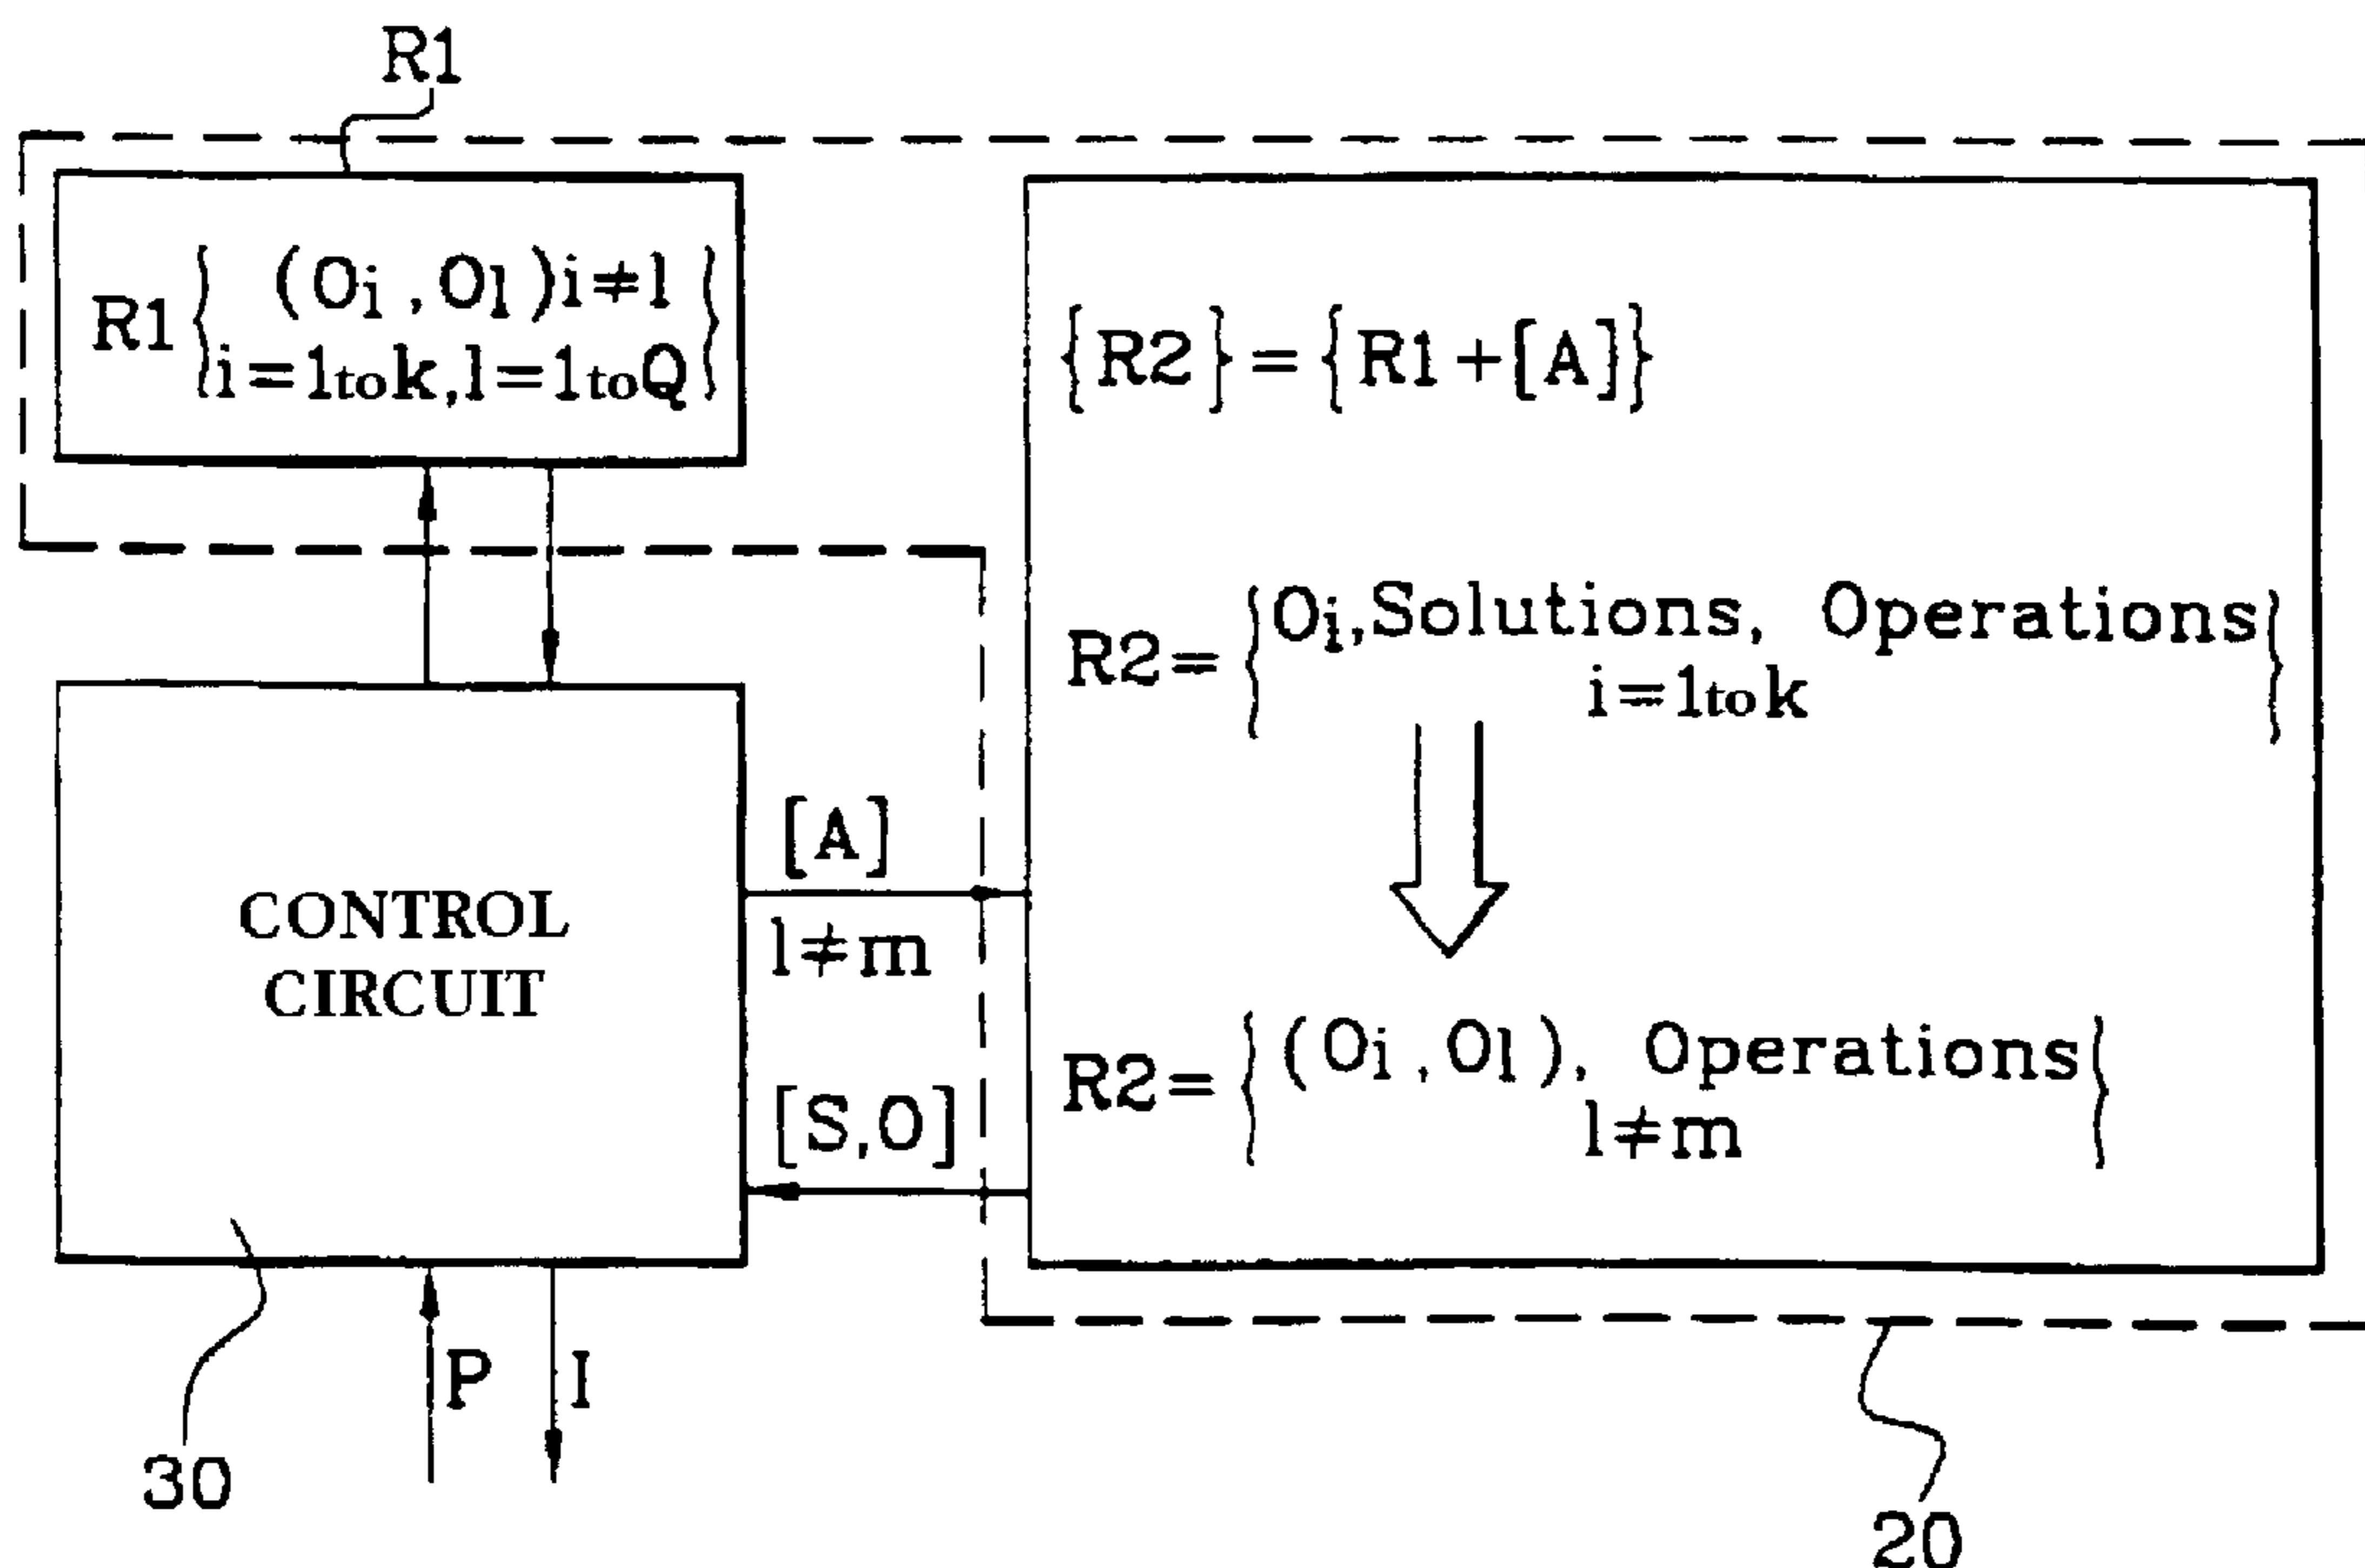 R1
R1{ (Oi ,Ol )i≠l
i=1tok,l=1toQ }
{R2}={R1+[A]}
R2={Oi,Solutions, Operations
i=1tok}
CONTROL
CIRCUIT
[A]
l≠m
[S,O]
R2={(Oi ,Ol ), Operations{
l≠m
P
I
30
20